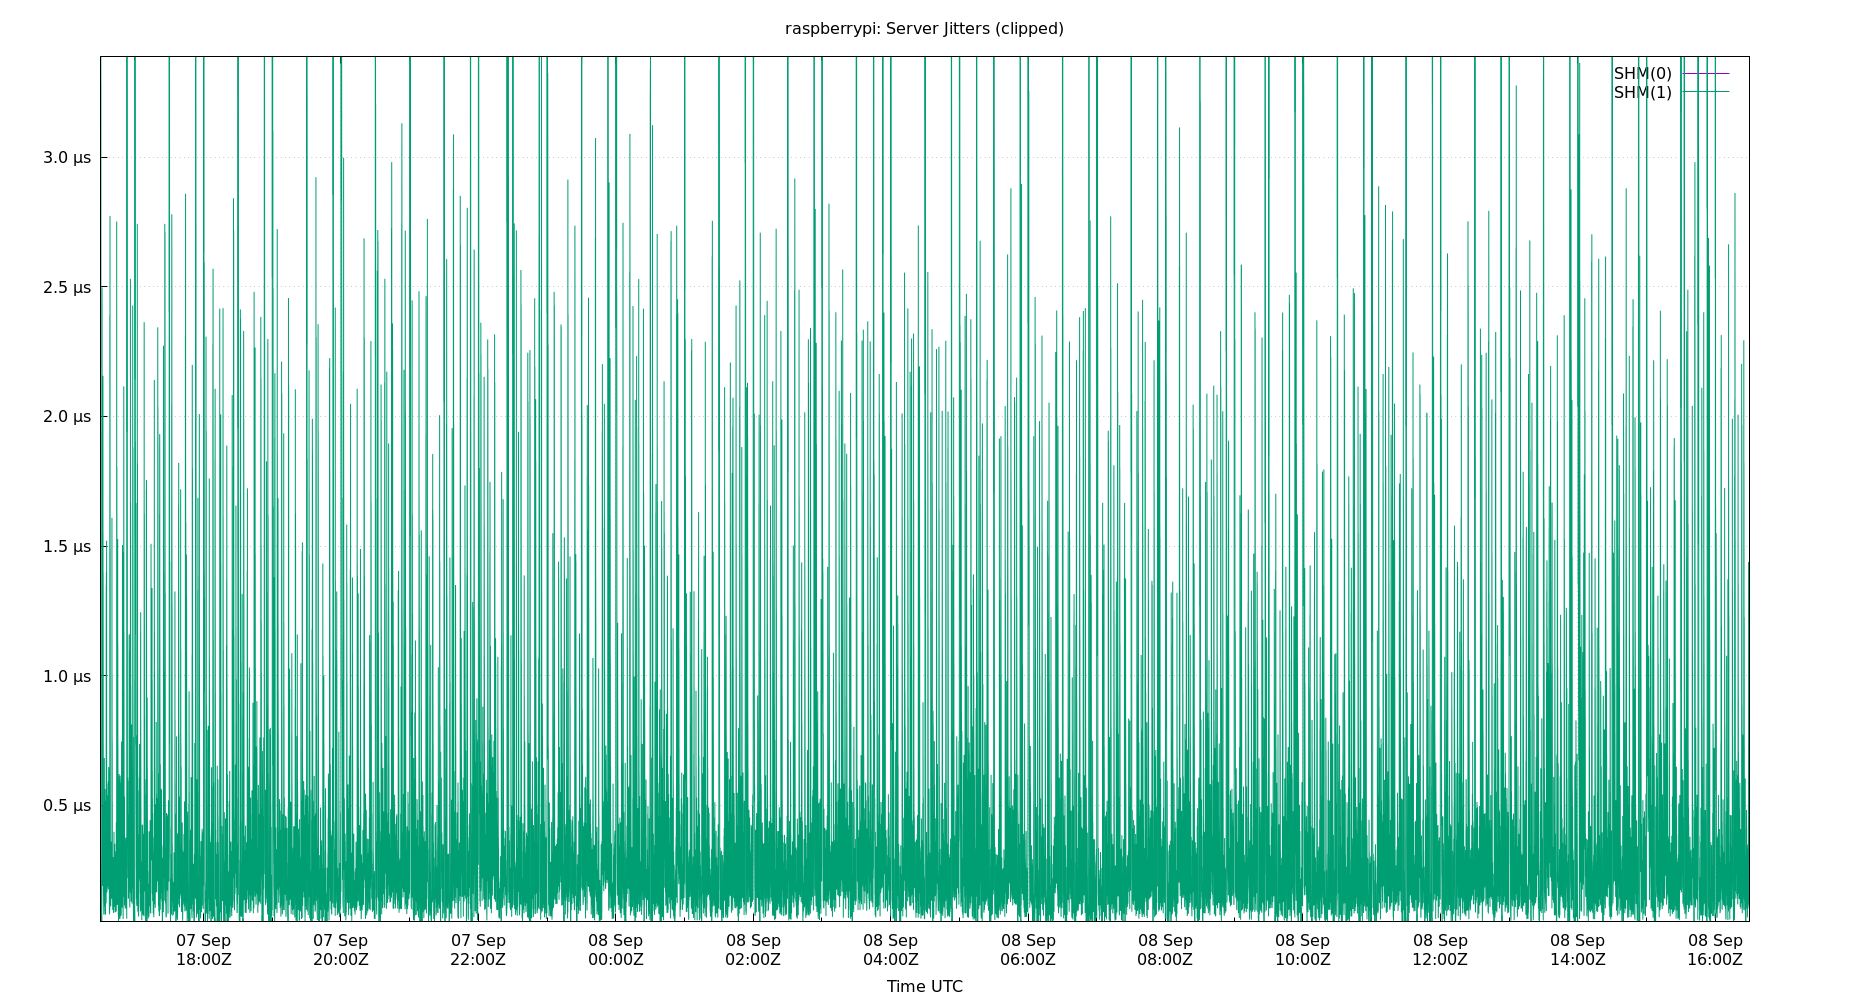 raspberrypi: Server Jitters (clipped)
SHM(0)
SHM(1)
3.0 µs
2.5 µs
2.0 µs
1.5 µs
1.0 µs
0.5 µs
07 Sep 07 Sep 07 Sep 08 Sep 08 Sep 08 Sep 08 Sep 08 Sep 08 Sep 08 Sep 08 Sep 08 Sep
18:00Z 20:00Z 22:00Z 00:00Z 02:00Z 04:00Z 06:00Z 08:00Z 10:00Z 12:00Z 14:00Z 16:00Z
Time UTC